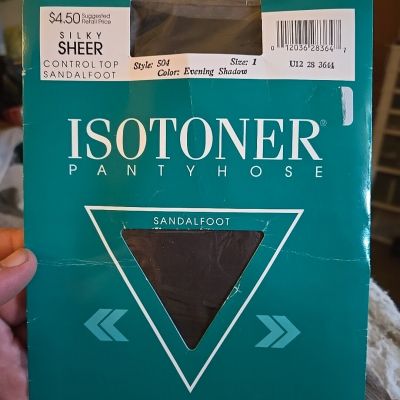 $4.50 Suggested Retail Price
SILKY
SHEER
CONTROL TOP
SANDALFOOT
Style: 504 Size: 1
Color: Evening Shadow
0 12036 28364 7
U12 28 3644
ISOTONER®
PANTYHOSE
SANDALFOOT